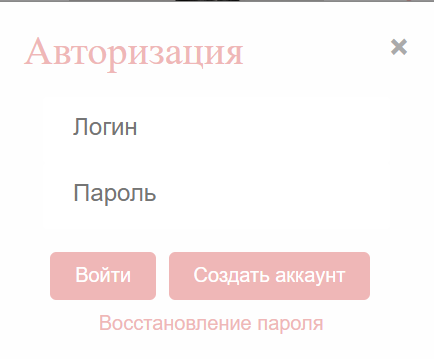 Авторизация ×
Логин
Пароль
Войти Создать аккаунт
Восстановление пароля